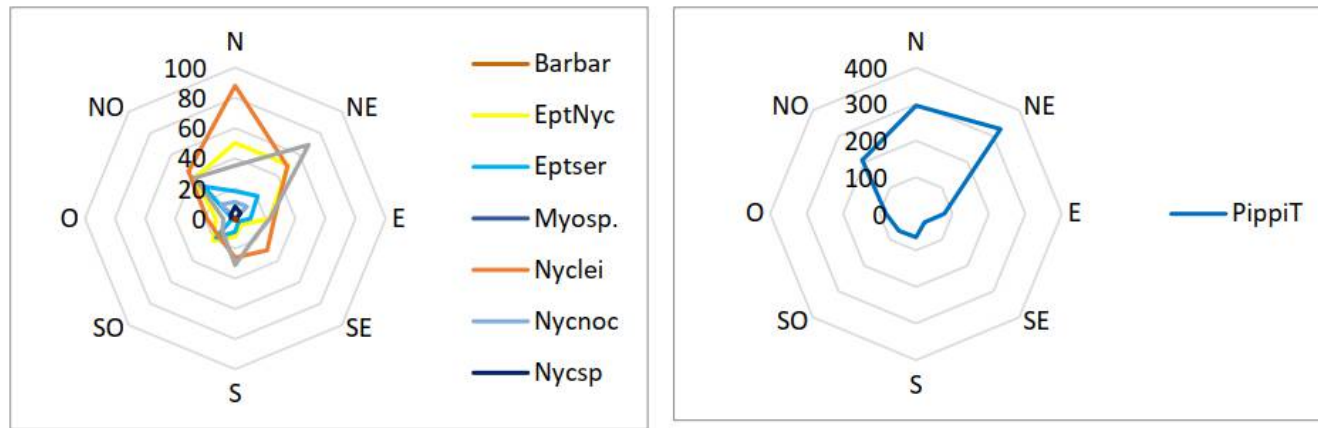 N
100
80
60
40
20
0
NE
E
SE
S
SO
O
NO
Barbar
EptNyc
Eptser
Myosp.
Nyclei
Nycnoc
Nycsp
N
400
300
200
100
0
NE
E
SE
S
SO
O
NO
PippiT